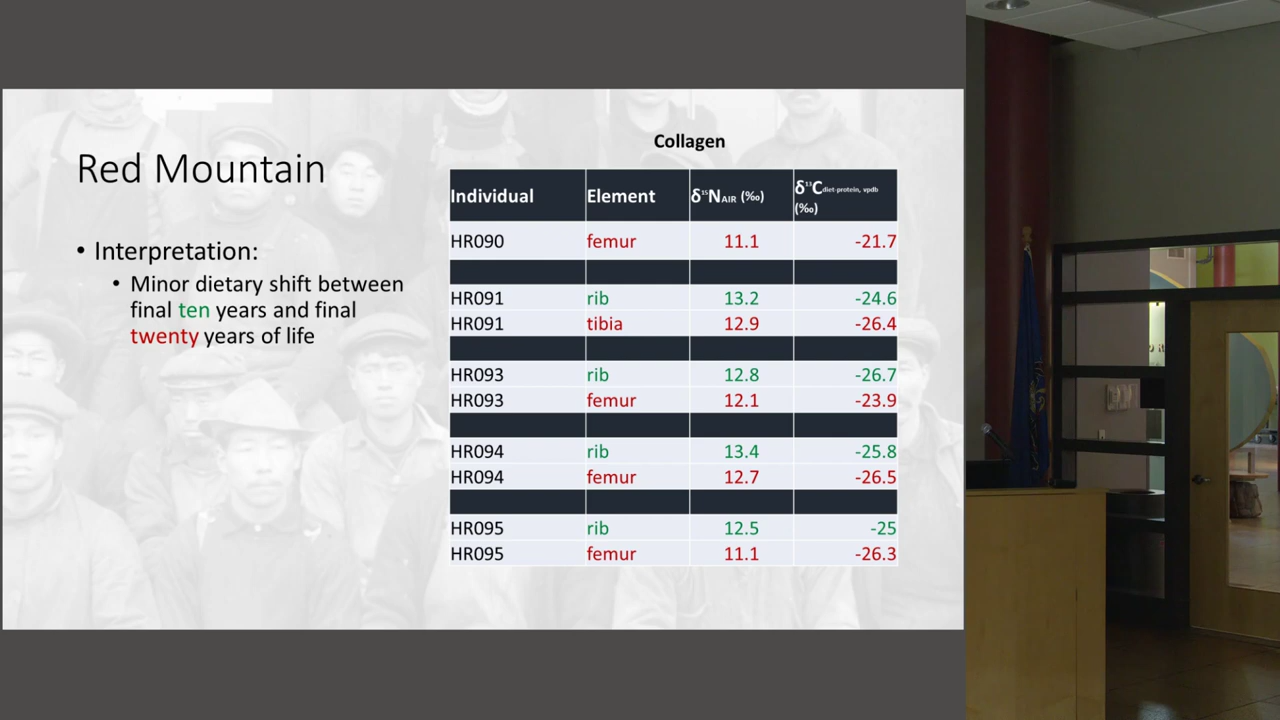 Red Mountain
• Interpretation:
• Minor dietary shift between
final ten years and final
twenty years of life
Collagen
Individual Element δ¹⁵NAIR (‰) δ¹³Cdiet-protein, vpdb (‰)
HR090 femur 11.1 -21.7
HR091 rib 13.2 -24.6
HR091 tibia 12.9 -26.4
HR093 rib 12.8 -26.7
HR093 femur 12.1 -23.9
HR094 rib 13.4 -25.8
HR094 femur 12.7 -26.5
HR095 rib 12.5 -25
HR095 femur 11.1 -26.3